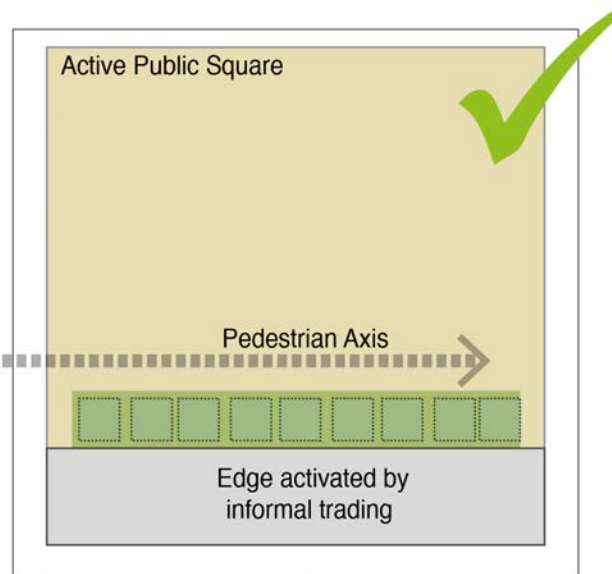 Active Public Square
Pedestrian Axis
Edge activated by
informal trading